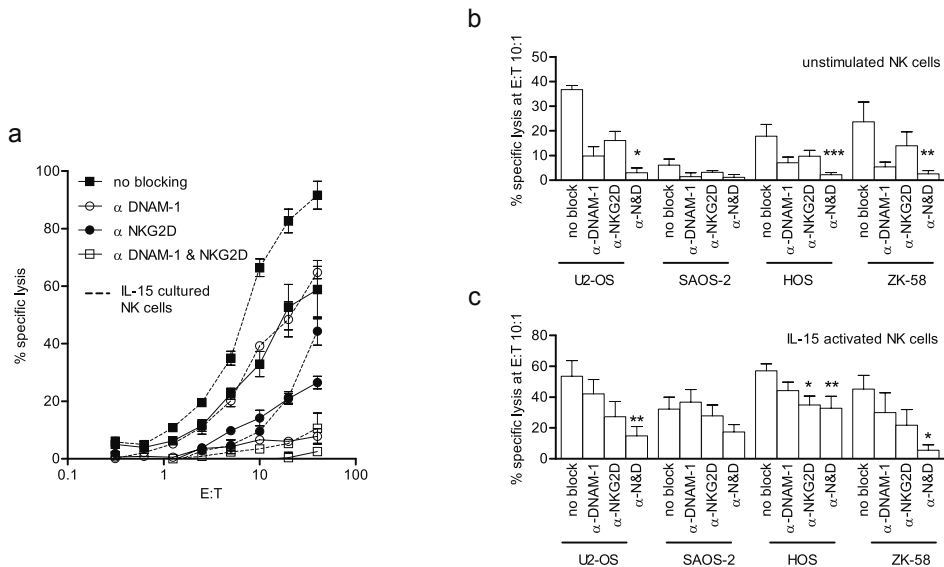 a
100
80
60
40
20
0
% specific lysis
0.1
1
10
100
E:T
no blocking
α DNAM-1
α NKG2D
α DNAM-1 & NKG2D
IL-15 cultured
NK cells
b
unstimulated NK cells
50
40
30
20
10
0
% specific lysis at E:T 10:1
*
***
**
no block
α-DNAM-1
α-NKG2D
α-N&D
no block
α-DNAM-1
α-NKG2D
α-N&D
no block
α-DNAM-1
α-NKG2D
α-N&D
no block
α-DNAM-1
α-NKG2D
α-N&D
U2-OS
SAOS-2
HOS
ZK-58
c
IL-15 activated NK cells
80
60
40
20
0
% specific lysis at E:T 10:1
**
*
**
*
no block
α-DNAM-1
α-NKG2D
α-N&D
no block
α-DNAM-1
α-NKG2D
α-N&D
no block
α-DNAM-1
α-NKG2D
α-N&D
no block
α-DNAM-1
α-NKG2D
α-N&D
U2-OS
SAOS-2
HOS
ZK-58